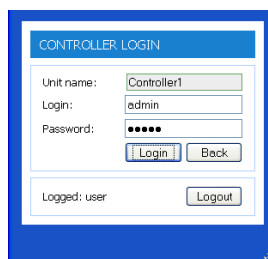 CONTROLLER LOGIN
Unit name: Controller1
Login: admin
Password: ●●●●●
Login Back
Logged: user Logout